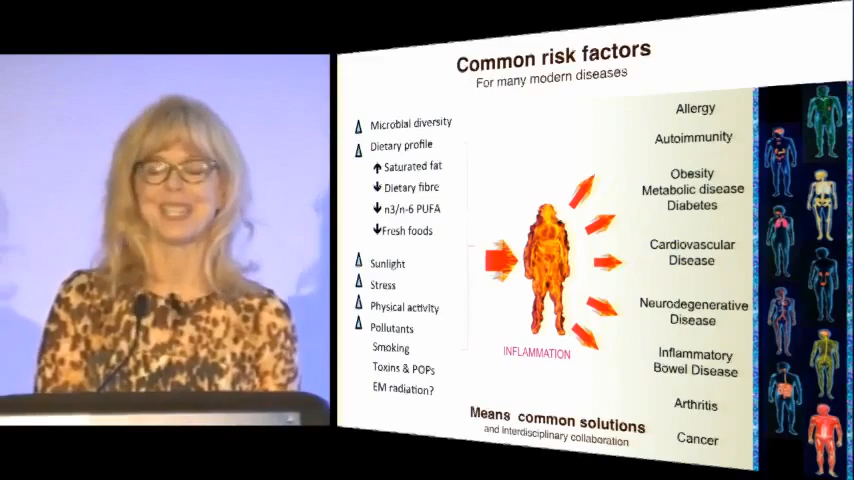 Common risk factors
For many modern diseases
Δ Microbial diversity
Δ Dietary profile
↑ Saturated fat
↓ Dietary fibre
↓ n3/n-6 PUFA
↓ Fresh foods
Δ Sunlight
Δ Stress
Δ Physical activity
Δ Pollutants
Smoking
Toxins & POPs
EM radiation?
INFLAMMATION
Allergy
Autoimmunity
Obesity
Metabolic disease
Diabetes
Cardiovascular
Disease
Neurodegenerative
Disease
Inflammatory
Bowel Disease
Arthritis
Cancer
Means common solutions
and Interdisciplinary collaboration